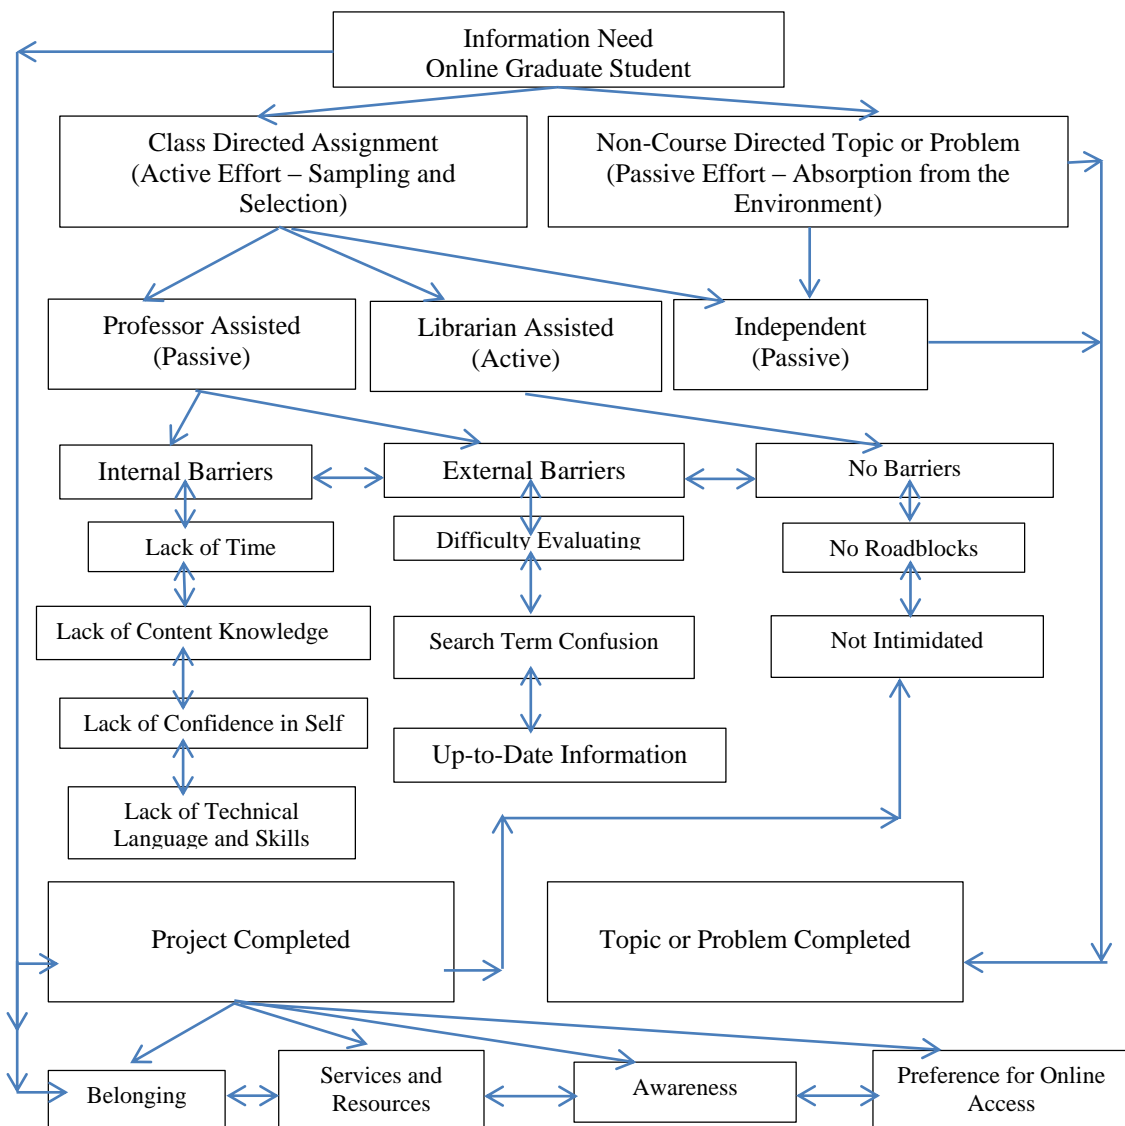 Information Need
Online Graduate Student
Class Directed Assignment
(Active Effort – Sampling and
Selection)
Non-Course Directed Topic or Problem
(Passive Effort – Absorption from the
Environment)
Professor Assisted
(Passive)
Librarian Assisted
(Active)
Independent
(Passive)
Internal Barriers
External Barriers
No Barriers
Lack of Time
Difficulty Evaluating
No Roadblocks
Lack of Content Knowledge
Search Term Confusion
Not Intimidated
Lack of Confidence in Self
Up-to-Date Information
Lack of Technical
Language and Skills
Project Completed
Topic or Problem Completed
Belonging
Services and
Resources
Awareness
Preference for Online
Access